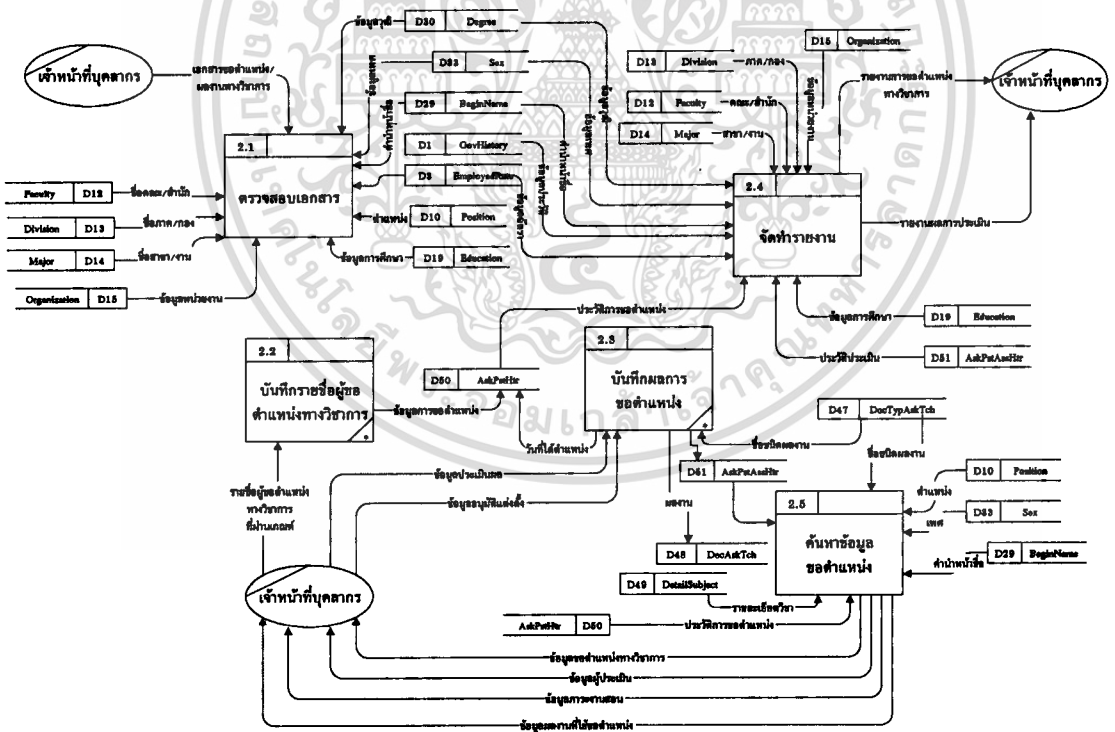 ข้อมูลวุฒิ
D30 Degree
D33 Sex
D29 BeginName
คำนำหน้าชื่อ
D1 GovHistory
D3
D10 Position
ตำแหน่ง
D19 Education
ข้อมูลการศึกษา
เจ้าหน้าที่บุคลากร
เอกสารขอตำแหน่ง/
ผลงานทางวิชาการ
2.1
ตรวจสอบเอกสาร
Faculty D12
ชื่อคณะ/สำนัก
Division D13
ชื่อภาค/กอง
Major D14
ชื่อสาขา/งาน
Organization D15
ข้อมูลหน่วยงาน
D15 Organization
D13 Division
ภาค/กอง
D12 Faculty
คณะ/สำนัก
D14 Major
สาขา/งาน
ข้อมูลหน่วยงาน
รายงานการขอตำแหน่ง
ทางวิชาการ
เจ้าหน้าที่บุคลากร
2.4
จัดทำรายงาน
รายงานผลการประเมิน
ประวัติการขอตำแหน่ง
ข้อมูลการศึกษา
D19 Education
ประวัติประเมิน
D51 AskPstAssHtr
2.2
บันทึกรายชื่อผู้ขอ
ตำแหน่งทางวิชาการ
D50 AskPstHtr
ข้อมูลการขอตำแหน่ง
2.3
บันทึกผลการ
ขอตำแหน่ง
วันที่ได้ตำแหน่ง
D47 DocTypAskTch
ชื่อชนิดผลงาน
ชื่อชนิดผลงาน
D51 AskPstAssHtr
ข้อมูลประเมินผล
ข้อมูลอนุมัติแต่งตั้ง
ผลงาน
D48 DocAskTch
รายชื่อผู้ขอตำแหน่ง
ทางวิชาการ
ที่ผ่านเกณฑ์
เจ้าหน้าที่บุคลากร
2.5
ค้นหาข้อมูล
ขอตำแหน่ง
ตำแหน่ง
D10 Position
เพศ
D33 Sex
คำนำหน้าชื่อ
D29 BeginName
D49 DetailSubject
รายละเอียดวิชา
AskPstHtr D50
ประวัติการขอตำแหน่ง
ข้อมูลขอตำแหน่งทางวิชาการ
ข้อมูลผู้ประเมิน
ข้อมูลภาระงานสอน
ข้อมูลผลงานที่ใช้ขอตำแหน่ง